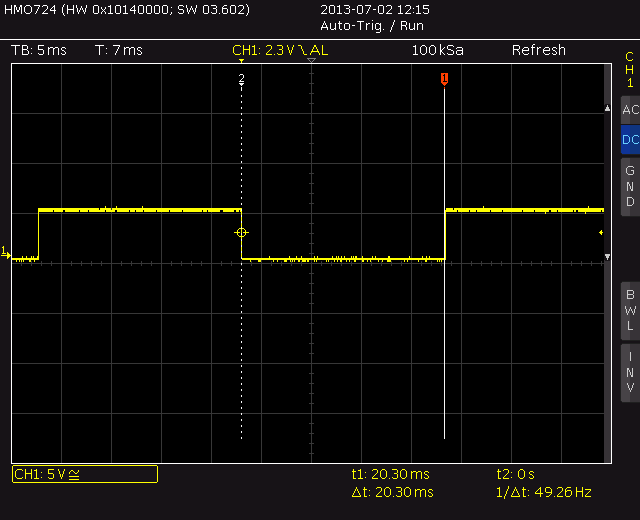 HMO724 (HW 0x10140000; SW 03.602) 2013-07-02 12:15
Auto-Trig. / Run
TB: 5 ms T: 7 ms CH1: 2.3 V \ AL 100 kSa Refresh
CH1
2
1
AC
DC
GND
1
BWL
INV
CH1: 5 V ≅
t1: 20.30 ms t2: 0 s
Δt: 20.30 ms 1/Δt: 49.26 Hz